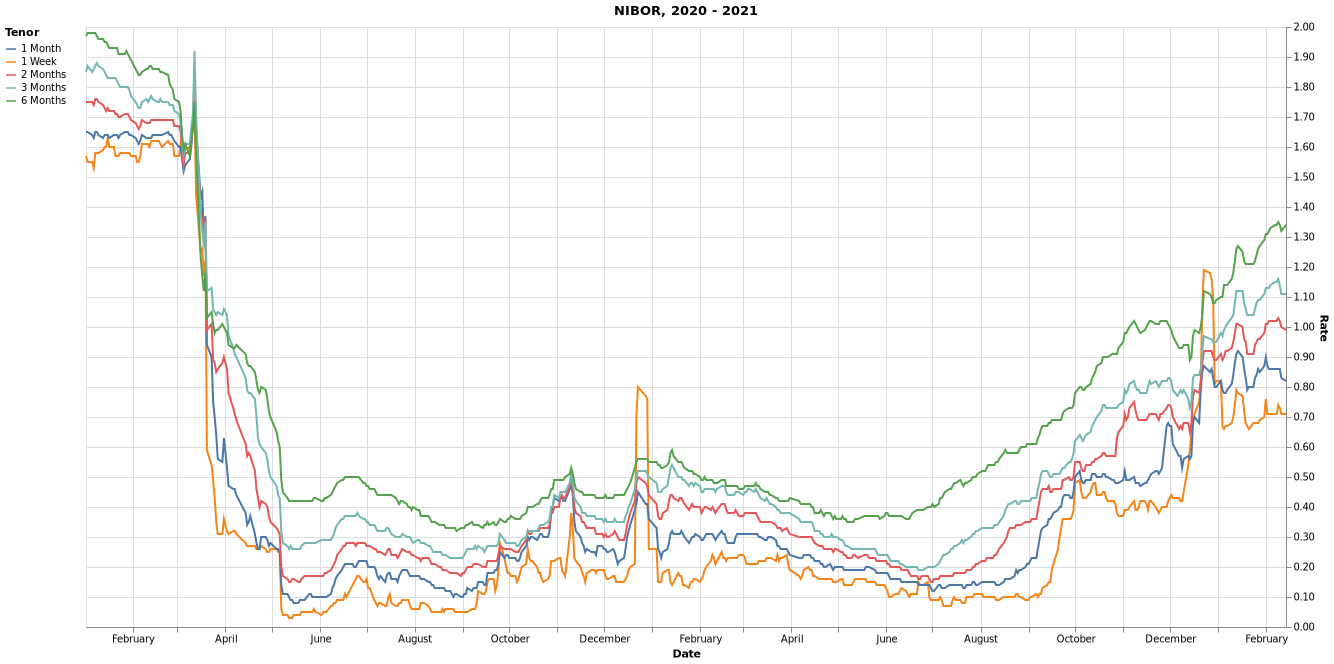 NIBOR, 2020 - 2021
Tenor
1 Month
1 Week
2 Months
3 Months
6 Months
2.00
1.90
1.80
1.70
1.60
1.50
1.40
1.30
1.20
1.10
1.00
0.90
0.80
0.70
0.60
0.50
0.40
0.30
0.20
0.10
0.00
Rate
February April June August October December February April June August October December February
Date